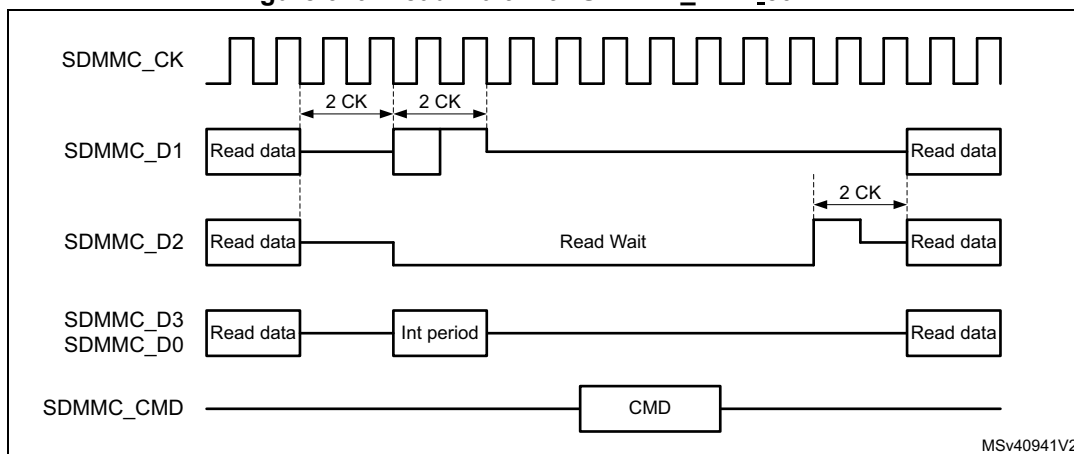 SDMMC_CK
2 CK 2 CK
SDMMC_D1 Read data Read data
2 CK
SDMMC_D2 Read data Read Wait Read data
SDMMC_D3
SDMMC_D0 Read data Int period Read data
SDMMC_CMD CMD
MSv40941V2